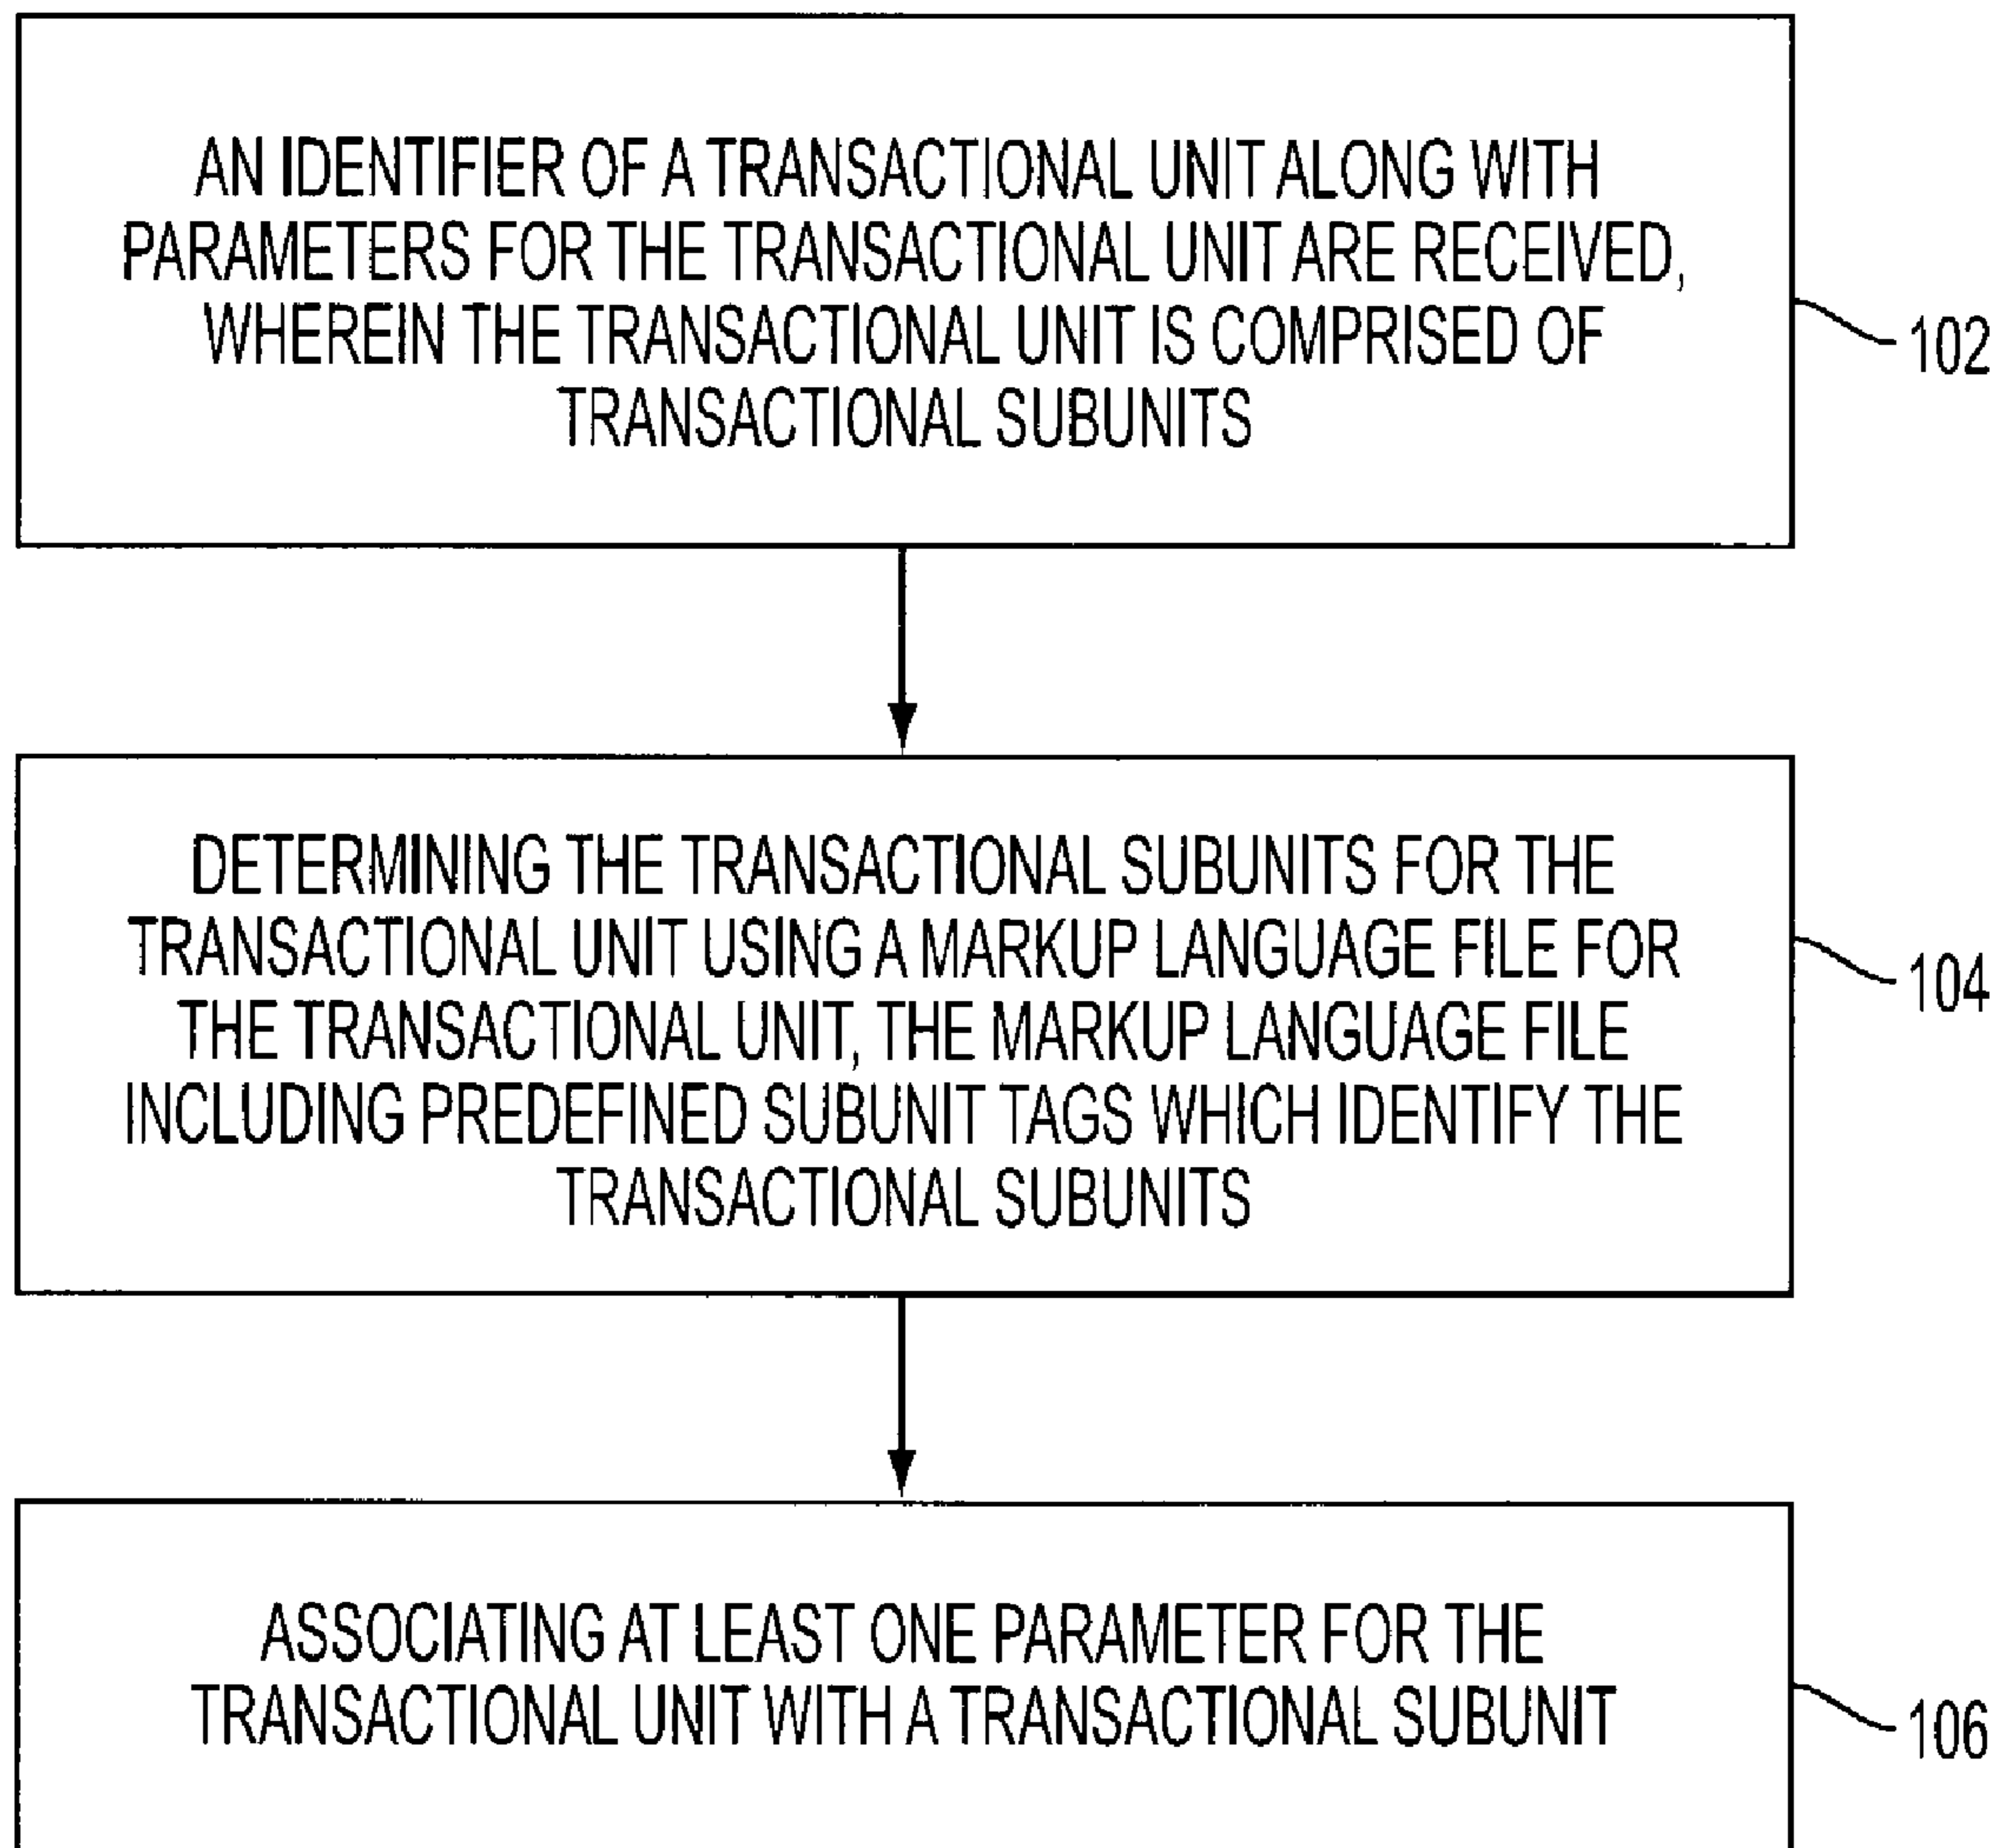 AN IDENTIFIER OF A TRANSACTIONAL UNIT ALONG WITH
PARAMETERS FOR THE TRANSACTIONAL UNIT ARE RECEIVED,
WHEREIN THE TRANSACTIONAL UNIT IS COMPRISED OF
TRANSACTIONAL SUBUNITS
102
DETERMINING THE TRANSACTIONAL SUBUNITS FOR THE
TRANSACTIONAL UNIT USING A MARKUP LANGUAGE FILE FOR
THE TRANSACTIONAL UNIT, THE MARKUP LANGUAGE FILE
INCLUDING PREDEFINED SUBUNIT TAGS WHICH IDENTIFY THE
TRANSACTIONAL SUBUNITS
104
ASSOCIATING AT LEAST ONE PARAMETER FOR THE
TRANSACTIONAL UNIT WITH A TRANSACTIONAL SUBUNIT
106